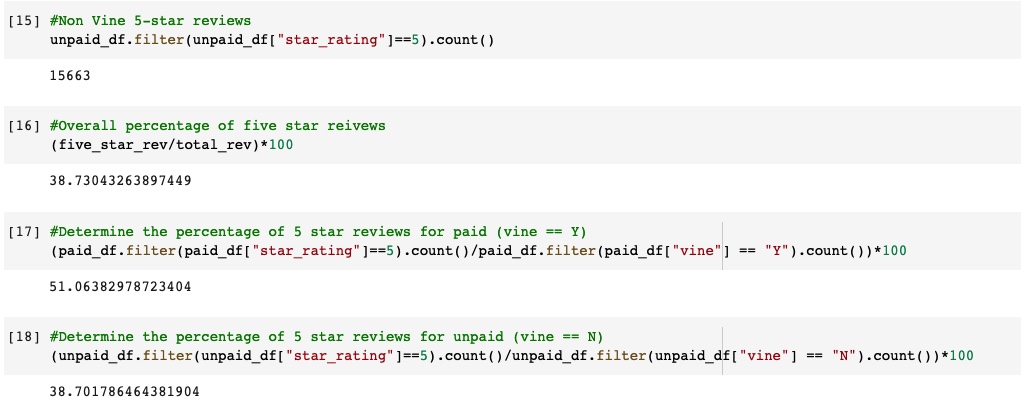 [15] #Non Vine 5-star reviews
unpaid_df.filter(unpaid_df["star_rating"]==5).count()
15663
[16] #Overall percentage of five star reivews
(five_star_rev/total_rev)*100
38.73043263897449
[17] #Determine the percentage of 5 star reviews for paid (vine == Y)
(paid_df.filter(paid_df["star_rating"]==5).count()/paid_df.filter(paid_df["vine"] == "Y").count())*100
51.06382978723404
[18] #Determine the percentage of 5 star reviews for unpaid (vine == N)
(unpaid_df.filter(unpaid_df["star_rating"]==5).count()/unpaid_df.filter(unpaid_df["vine"] == "N").count())*100
38.701786464381904